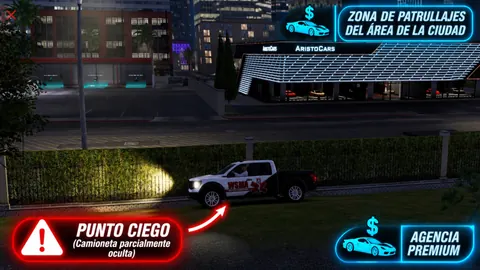 $
ZONA DE PATRULLAJES
DEL ÁREA DE LA CIUDAD
ARISTOCARS
!
PUNTO CIEGO
(Camioneta parcialmente
oculta)
$
AGENCIA
PREMIUM